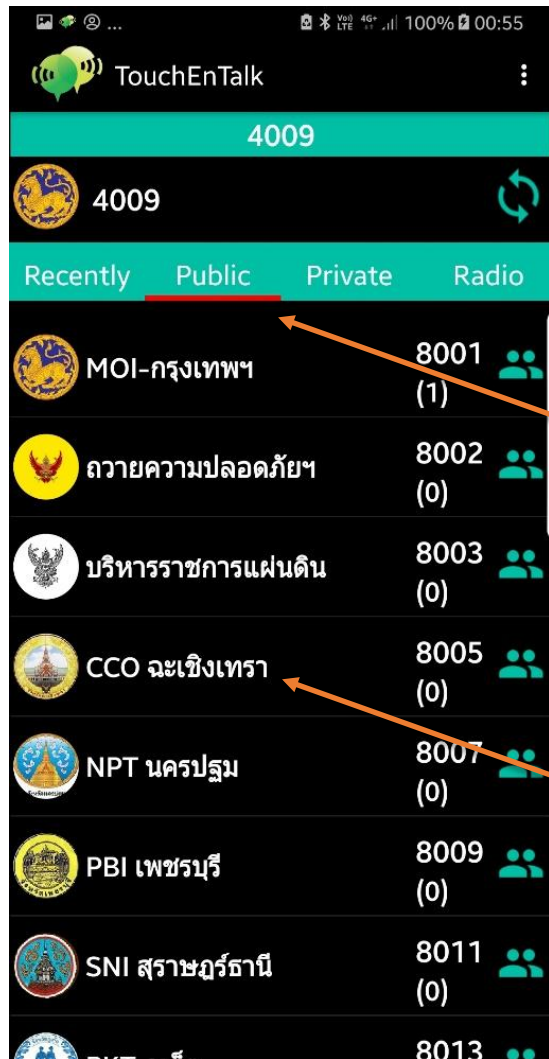 ... Vo)) LTE 4G+ 100% 00:55
TouchEnTalk
4009
4009
Recently Public Private Radio
MOI-กรุงเทพฯ 8001
(1)
ถวายความปลอดภัยฯ 8002
(0)
บริหารราชการแผ่นดิน 8003
(0)
CCO ฉะเชิงเทรา 8005
(0)
NPT นครปฐม 8007
(0)
PBI เพชรบุรี 8009
(0)
SNI สุราษฎร์ธานี 8011
(0)
8013